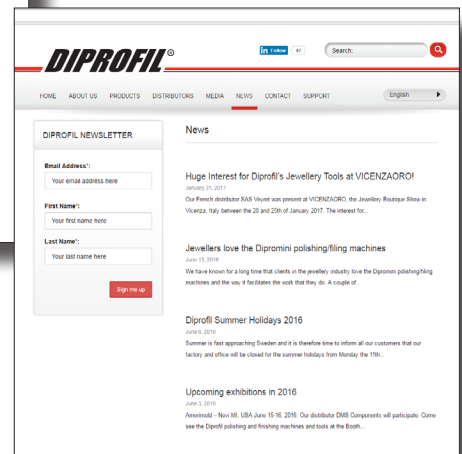 DIPROFIL®
in Follow 47
Search:
HOME ABOUT US PRODUCTS DISTRIBUTORS MEDIA NEWS CONTACT SUPPORT
English
DIPROFIL NEWSLETTER
Email Address*:
Your email address here
First Name*:
Your first name here
Last Name*:
Your last name here
Sign me up
News
Huge Interest for Diprofil's Jewellery Tools at VICENZAORO!
January 31, 2017
Our French distributor SAS Veyret was present at VICENZAORO, the Jewellery Boutique Show in
Vicenza, Italy between the 20 and 25th of January 2017. The interest for...
Jewellers love the Dipromini polishing/filing machines
June 13, 2016
We have known for a long time that clients in the jewellery industry love the Dipromini polishing/filing
machines and the way it facilitates the work that they do. A couple of...
Diprofil Summer Holidays 2016
June 6, 2016
Summer is fast approaching Sweden and it is therefore time to inform all our customers that our
factory and office will be closed for the summer holidays from Monday the 11th...
Upcoming exhibitions in 2016
June 3, 2016
Amerimold – Novi MI, USA June 15-16, 2016. Our distributor DMS Components will participate. Come
see the Diprofil polishing and finishing machines and tools at the Booth...